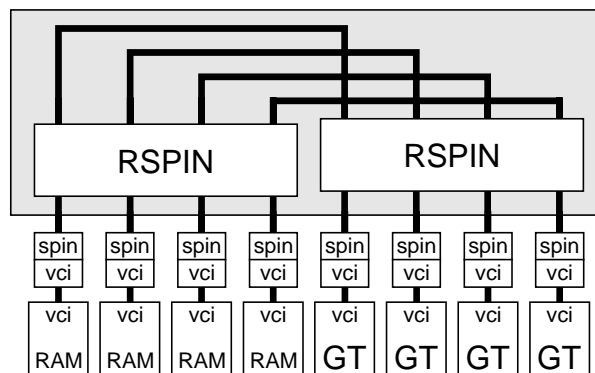 RSPIN RSPIN
spin spin spin spin spin spin spin spin
vci vci vci vci vci vci vci vci
vci vci vci vci vci vci vci vci
RAM RAM RAM RAM GT GT GT GT